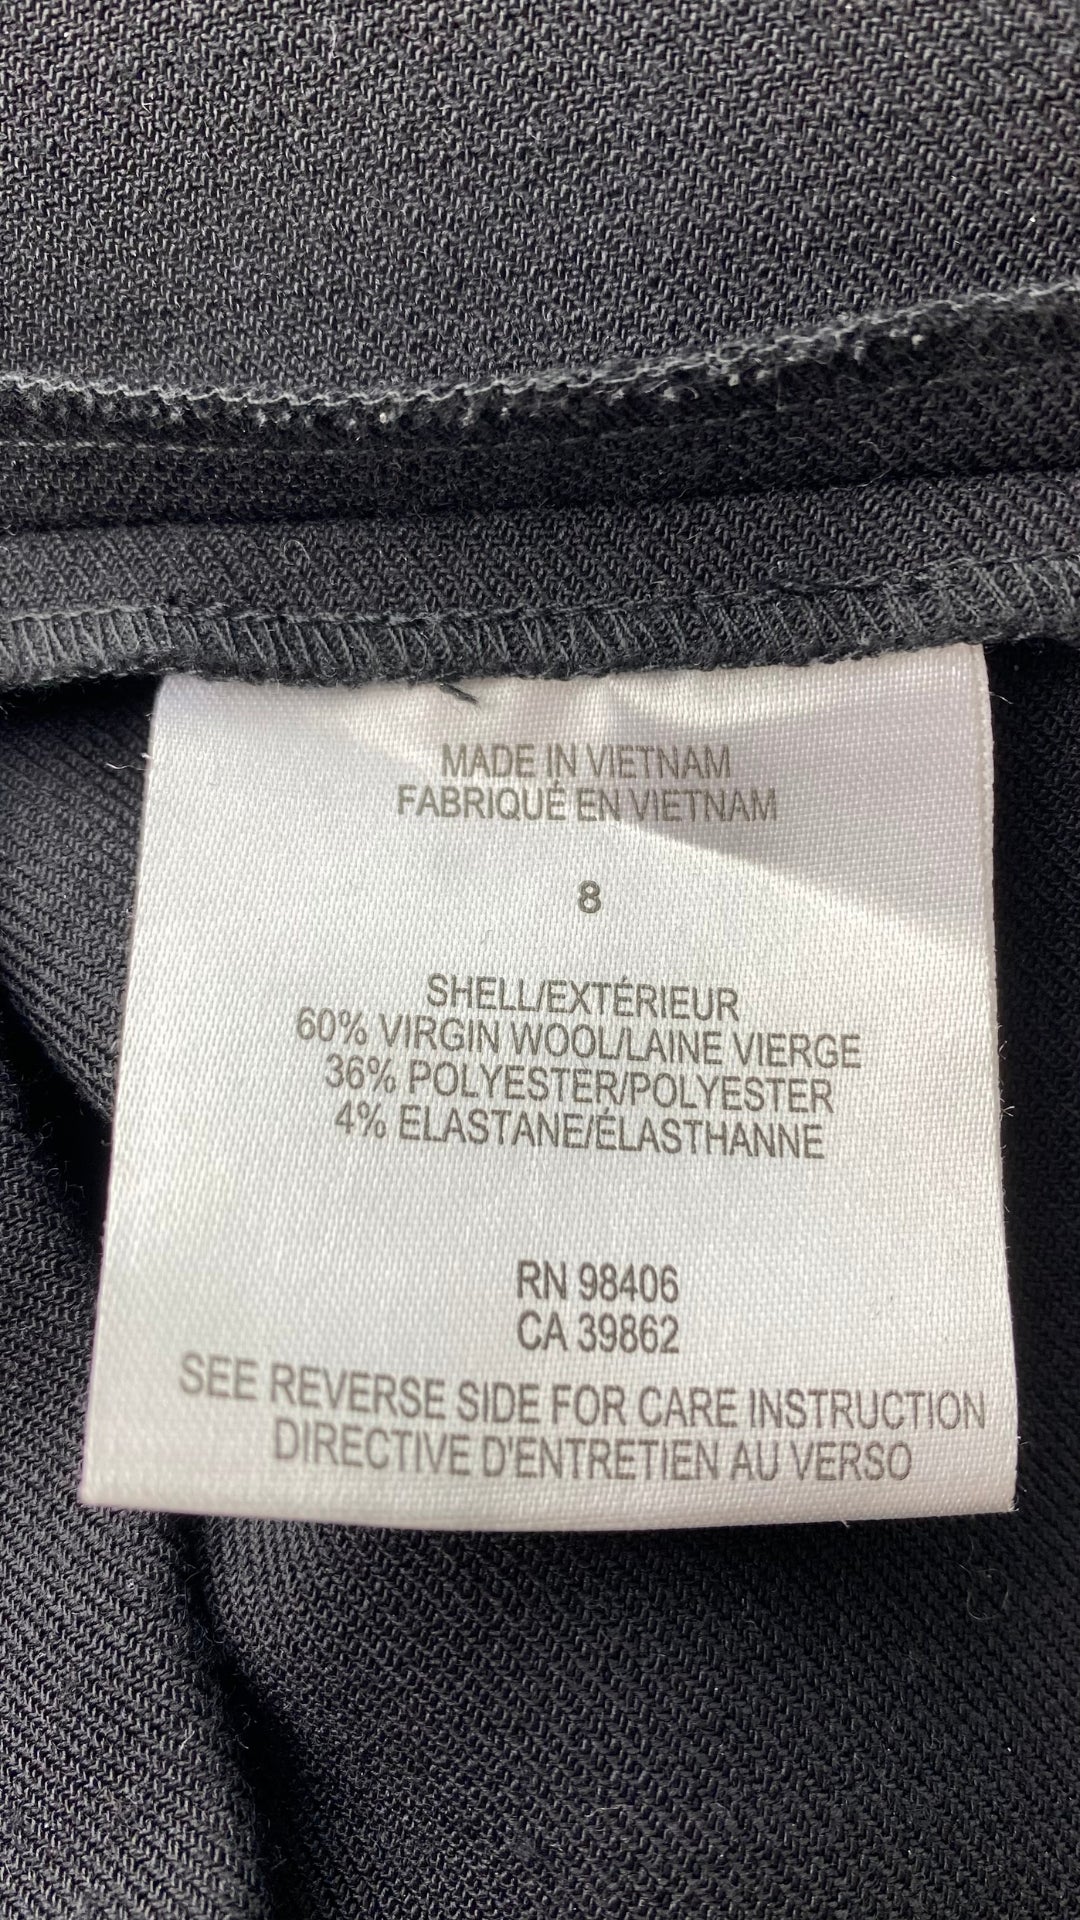 MADE IN VIETNAM
FABRIQUÉ EN VIETNAM
8
SHELL/EXTÉRIEUR
60% VIRGIN WOOL/LAINE VIERGE
36% POLYESTER/POLYESTER
4% ELASTANE/ÉLASTHANNE
RN 98406
CA 39862
SEE REVERSE SIDE FOR CARE INSTRUCTION
DIRECTIVE D'ENTRETIEN AU VERSO